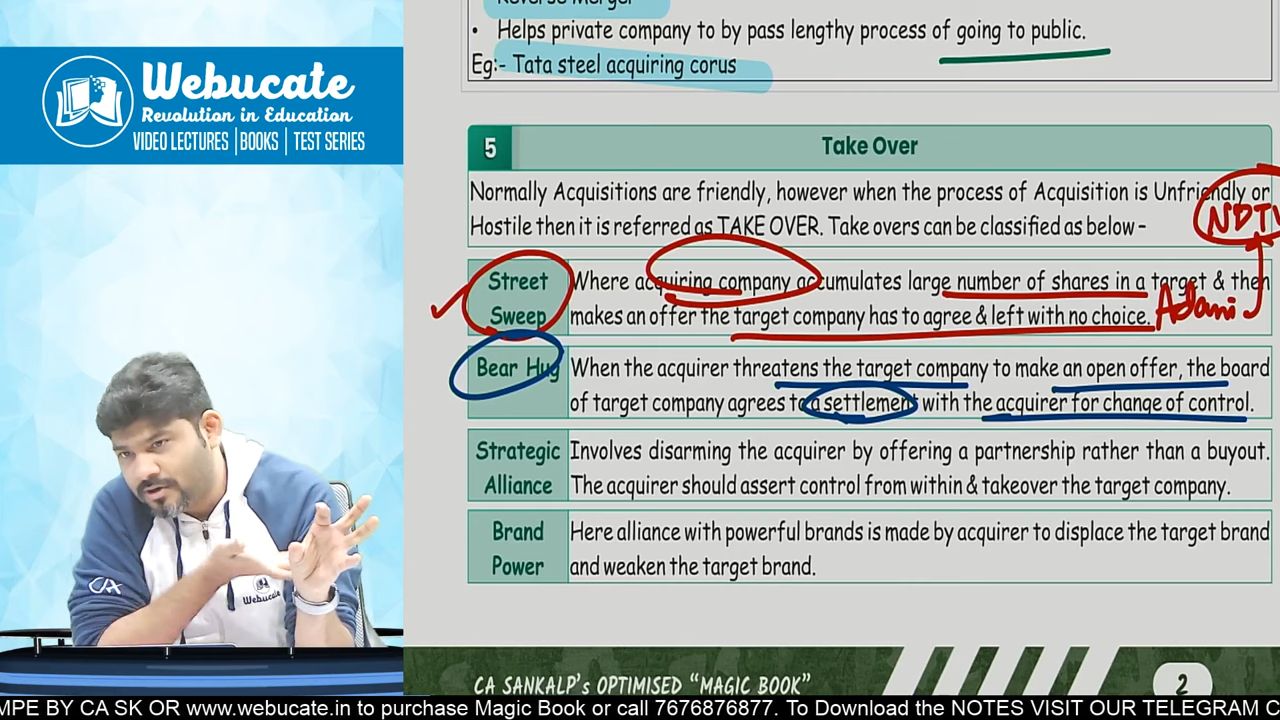 Reverse Merger
• Helps private company to by pass lengthy process of going to public.
Eg:- Tata steel acquiring corus
Webucate
Revolution in Education
VIDEO LECTURES | BOOKS | TEST SERIES
5 Take Over
Normally Acquisitions are friendly, however when the process of Acquisition is Unfriendly or
Hostile then it is referred as TAKE OVER. Take overs can be classified as below –
NDTV
Street Sweep
Where acquiring company accumulates large number of shares in a target & then
makes an offer the target company has to agree & left with no choice.
Adani
Bear Hug
When the acquirer threatens the target company to make an open offer, the board
of target company agrees to a settlement with the acquirer for change of control.
Strategic
Alliance
Involves disarming the acquirer by offering a partnership rather than a buyout.
The acquirer should assert control from within & takeover the target company.
Brand
Power
Here alliance with powerful brands is made by acquirer to displace the target brand
and weaken the target brand.
CA
Webucate
CA SANKALP's OPTIMISED “MAGIC BOOK”
2
MPE BY CA SK OR www.webucate.in to purchase Magic Book or call 7676876877. To Download the NOTES VISIT OUR TELEGRAM C